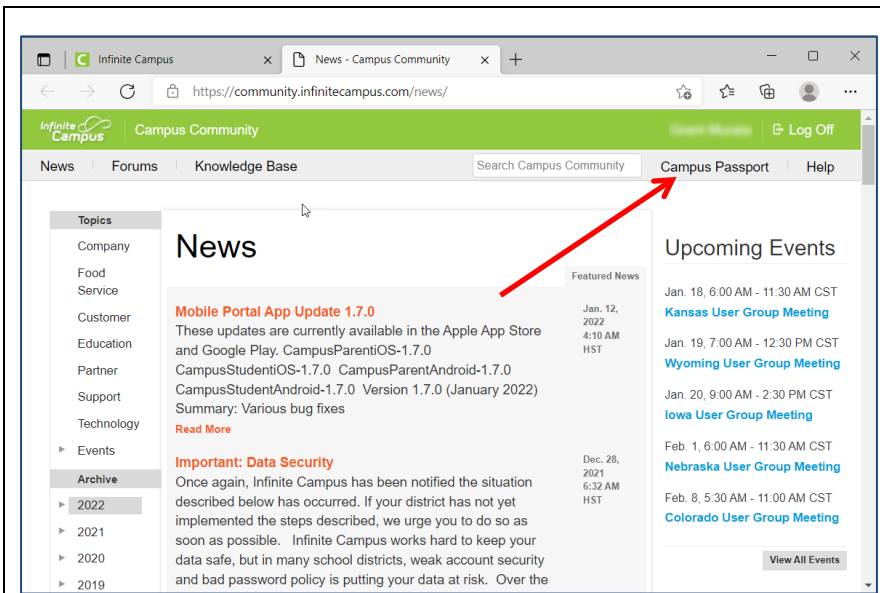 Infinite Campus
News - Campus Community
https://community.infinitecampus.com/news/
Infinite Campus
Campus Community
Log Off
News
Forums
Knowledge Base
Search Campus Community
Campus Passport
Help
Topics
Company
Food
Service
Customer
Education
Partner
Support
Technology
Events
Archive
2022
2021
2020
2019
News
Featured News
Mobile Portal App Update 1.7.0
These updates are currently available in the Apple App Store
and Google Play. CampusParentiOS-1.7.0
CampusStudentiOS-1.7.0 CampusParentAndroid-1.7.0
CampusStudentAndroid-1.7.0 Version 1.7.0 (January 2022)
Summary: Various bug fixes
Read More
Jan. 12,
2022
4:10 AM
HST
Important: Data Security
Once again, Infinite Campus has been notified the situation
described below has occurred. If your district has not yet
implemented the steps described, we urge you to do so as
soon as possible. Infinite Campus works hard to keep your
data safe, but in many school districts, weak account security
and bad password policy is putting your data at risk. Over the
Dec. 28,
2021
6:32 AM
HST
Upcoming Events
Jan. 18, 6:00 AM - 11:30 AM CST
Kansas User Group Meeting
Jan. 19, 7:00 AM - 12:30 PM CST
Wyoming User Group Meeting
Jan. 20, 9:00 AM - 2:30 PM CST
Iowa User Group Meeting
Feb. 1, 6:00 AM - 11:30 AM CST
Nebraska User Group Meeting
Feb. 8, 5:30 AM - 11:00 AM CST
Colorado User Group Meeting
View All Events